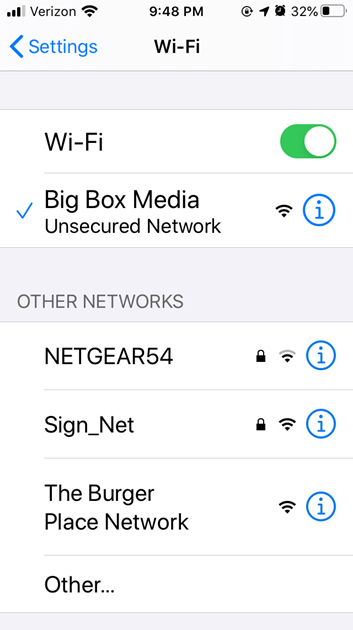 Verizon 9:48 PM 32%
Settings Wi-Fi
Wi-Fi
Big Box Media
Unsecured Network
OTHER NETWORKS
NETGEAR54
Sign_Net
The Burger
Place Network
Other...